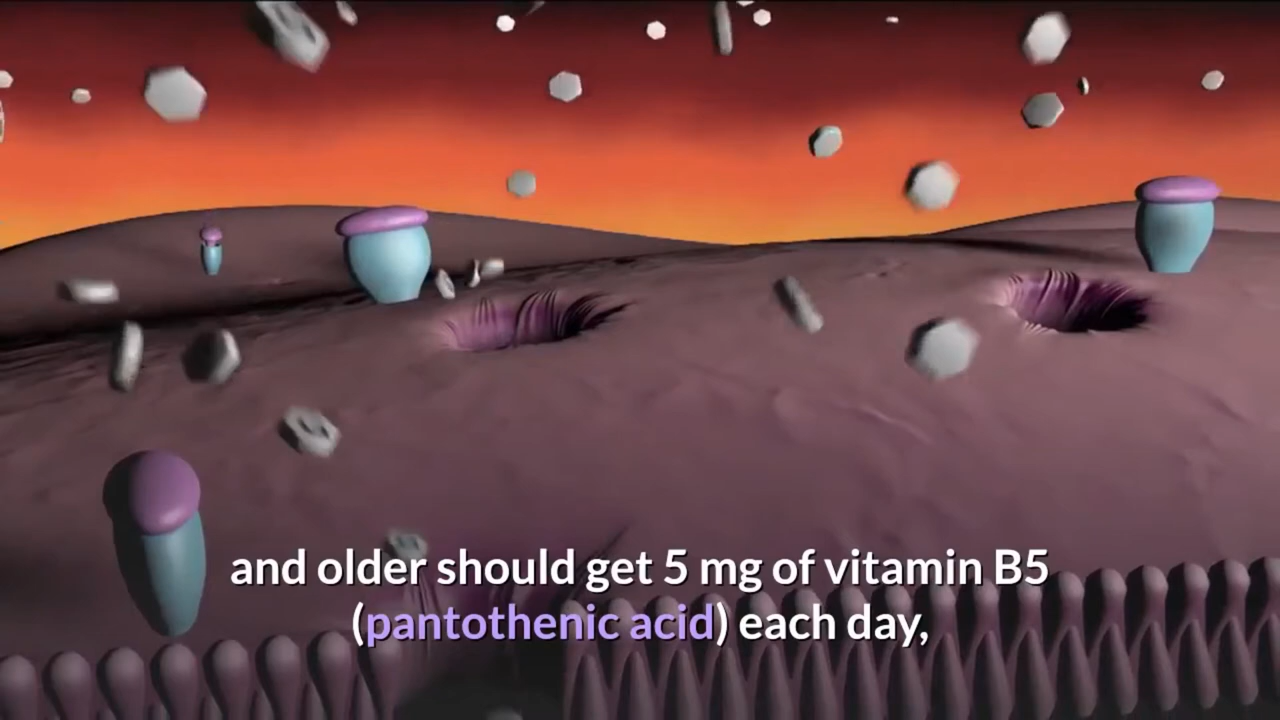 and older should get 5 mg of vitamin B5
(pantothenic acid) each day,